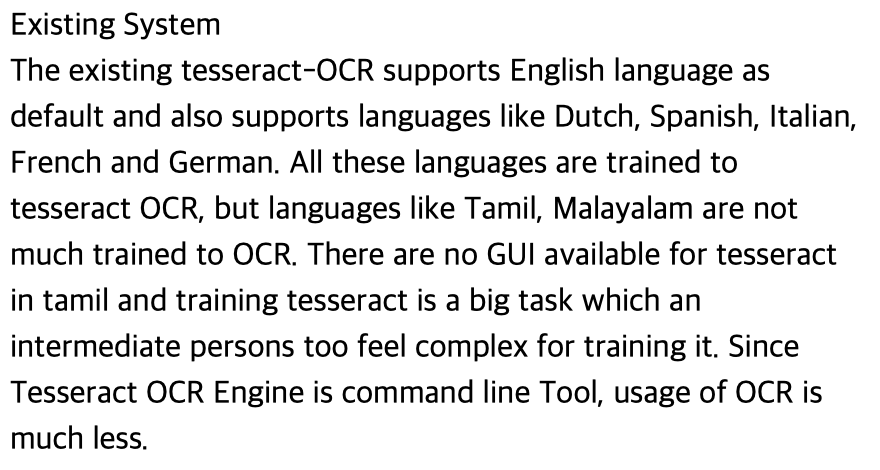 Existing System
The existing tesseract-OCR supports English language as
default and also supports languages like Dutch, Spanish, Italian,
French and German. All these languages are trained to
tesseract OCR, but languages like Tamil, Malayalam are not
much trained to OCR. There are no GUI available for tesseract
in tamil and training tesseract is a big task which an
intermediate persons too feel complex for training it. Since
Tesseract OCR Engine is command line Tool, usage of OCR is
much less.